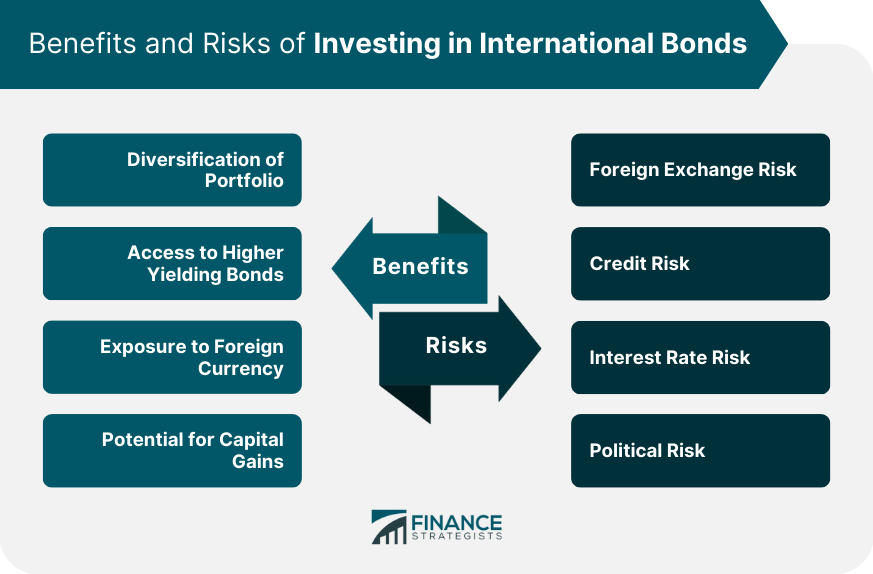 Benefits and Risks of Investing in International Bonds
Diversification of
Portfolio
Access to Higher
Yielding Bonds
Exposure to Foreign
Currency
Potential for Capital
Gains
Benefits
Risks
Foreign Exchange Risk
Credit Risk
Interest Rate Risk
Political Risk
FINANCE
STRATEGISTS